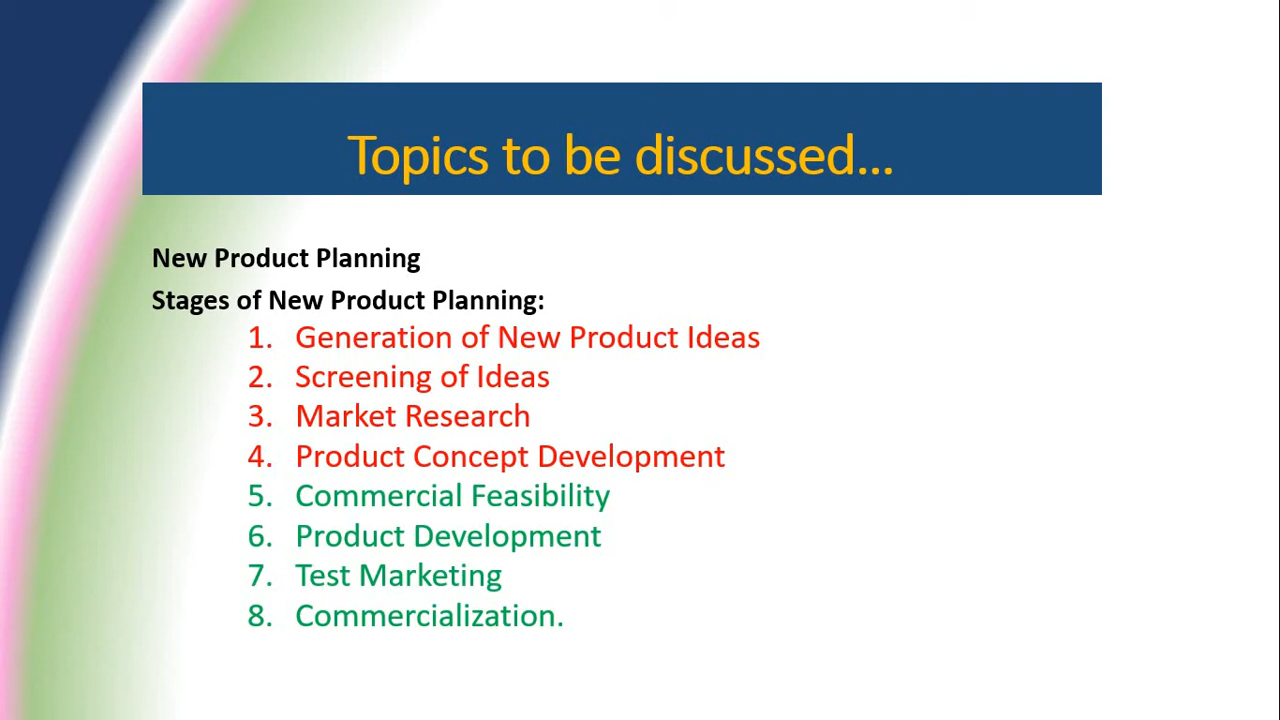 Topics to be discussed...
New Product Planning
Stages of New Product Planning:
1. Generation of New Product Ideas
2. Screening of Ideas
3. Market Research
4. Product Concept Development
5. Commercial Feasibility
6. Product Development
7. Test Marketing
8. Commercialization.